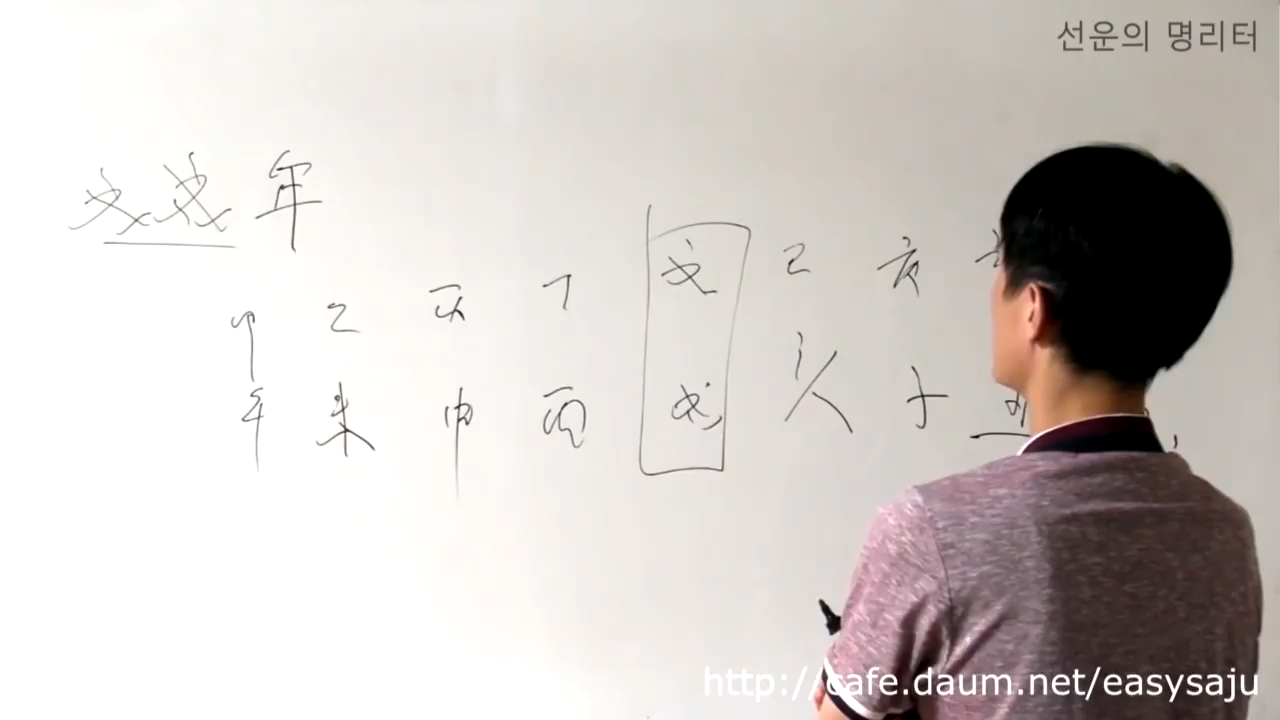 선운의 명리터
戊戌年
甲 乙 丙 丁 戊 己 庚
午 未 申 酉 戌 亥 子
http://cafe.daum.net/easysaju